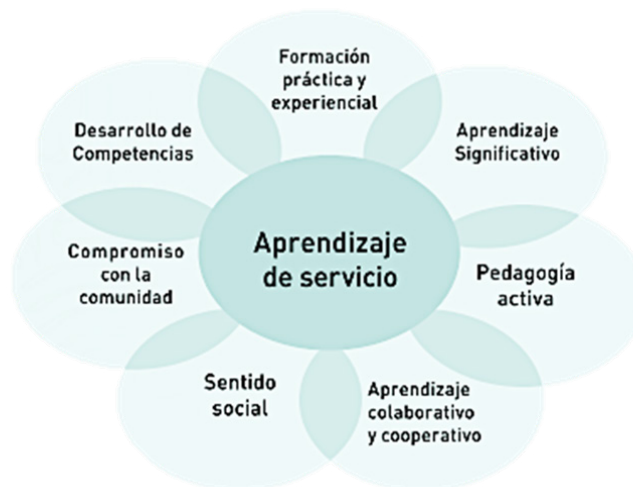 Formación
práctica y
experiencial
Desarrollo de
Competencias
Aprendizaje
Significativo
Aprendizaje
de servicio
Compromiso
con la
comunidad
Pedagogía
activa
Sentido
social
Aprendizaje
colaborativo
y cooperativo